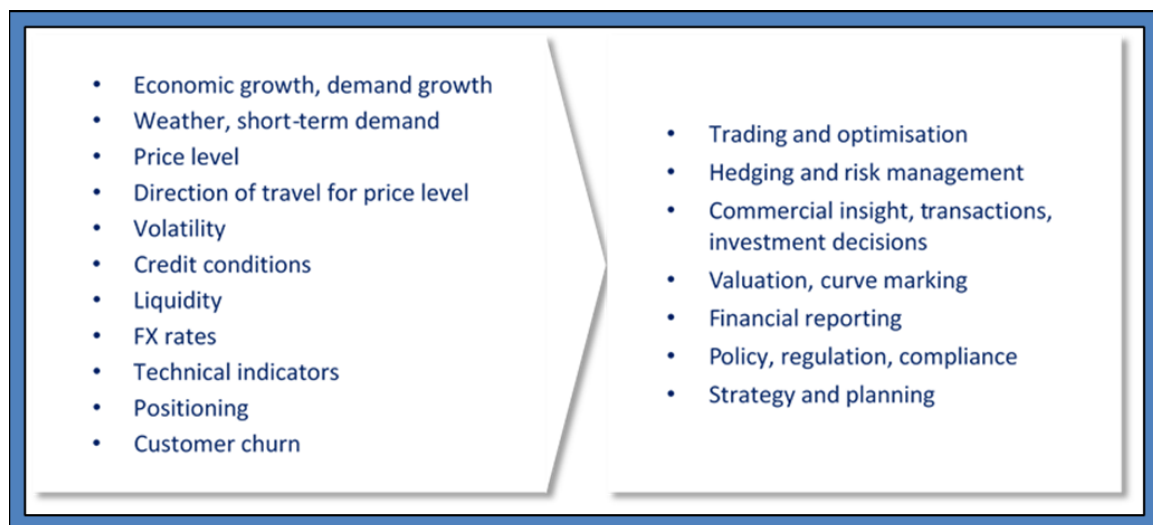 • Economic growth, demand growth
• Weather, short-term demand
• Price level
• Direction of travel for price level
• Volatility
• Credit conditions
• Liquidity
• FX rates
• Technical indicators
• Positioning
• Customer churn
• Trading and optimisation
• Hedging and risk management
• Commercial insight, transactions,
investment decisions
• Valuation, curve marking
• Financial reporting
• Policy, regulation, compliance
• Strategy and planning